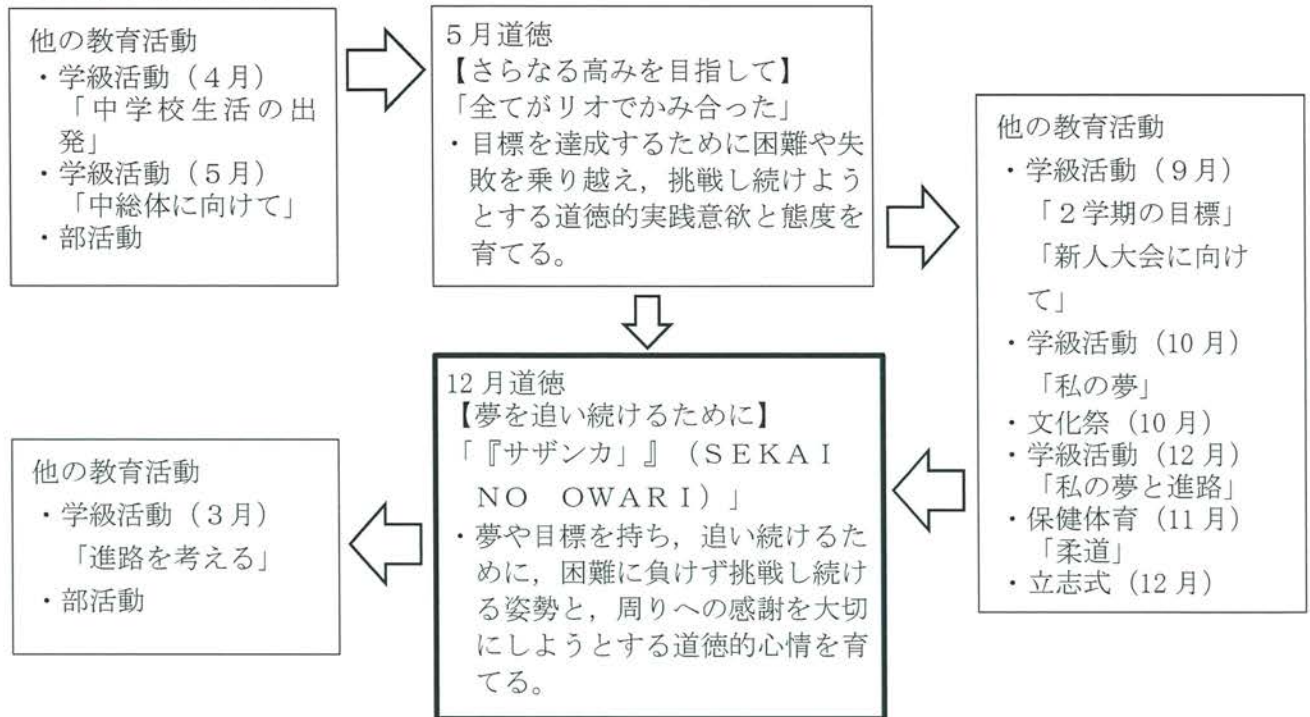 他の教育活動
・学級活動（４月）
「中学校生活の出
発」
・学級活動（５月）
「中総体に向けて」
・部活動
５月道徳
【さらなる高みを目指して】
「全てがリオでかみ合った」
・目標を達成するために困難や失
敗を乗り越え，挑戦し続けよう
とする道徳的実践意欲と態度を
育てる。
他の教育活動
・学級活動（９月）
「２学期の目標」
「新人大会に向け
て」
・学級活動（10 月）
「私の夢」
・文化祭（10 月）
・学級活動（12 月）
「私の夢と進路」
・保健体育（11 月）
「柔道」
・立志式（12 月）
12 月道徳
【夢を追い続けるために】
「『サザンカ」』（ＳＥＫＡＩ
ＮＯ　ＯＷＡＲＩ）」
・夢や目標を持ち，追い続けるた
めに，困難に負けず挑戦し続け
る姿勢と，周りへの感謝を大切
にしようとする道徳的心情を育
てる。
他の教育活動
・学級活動（３月）
「進路を考える」
・部活動